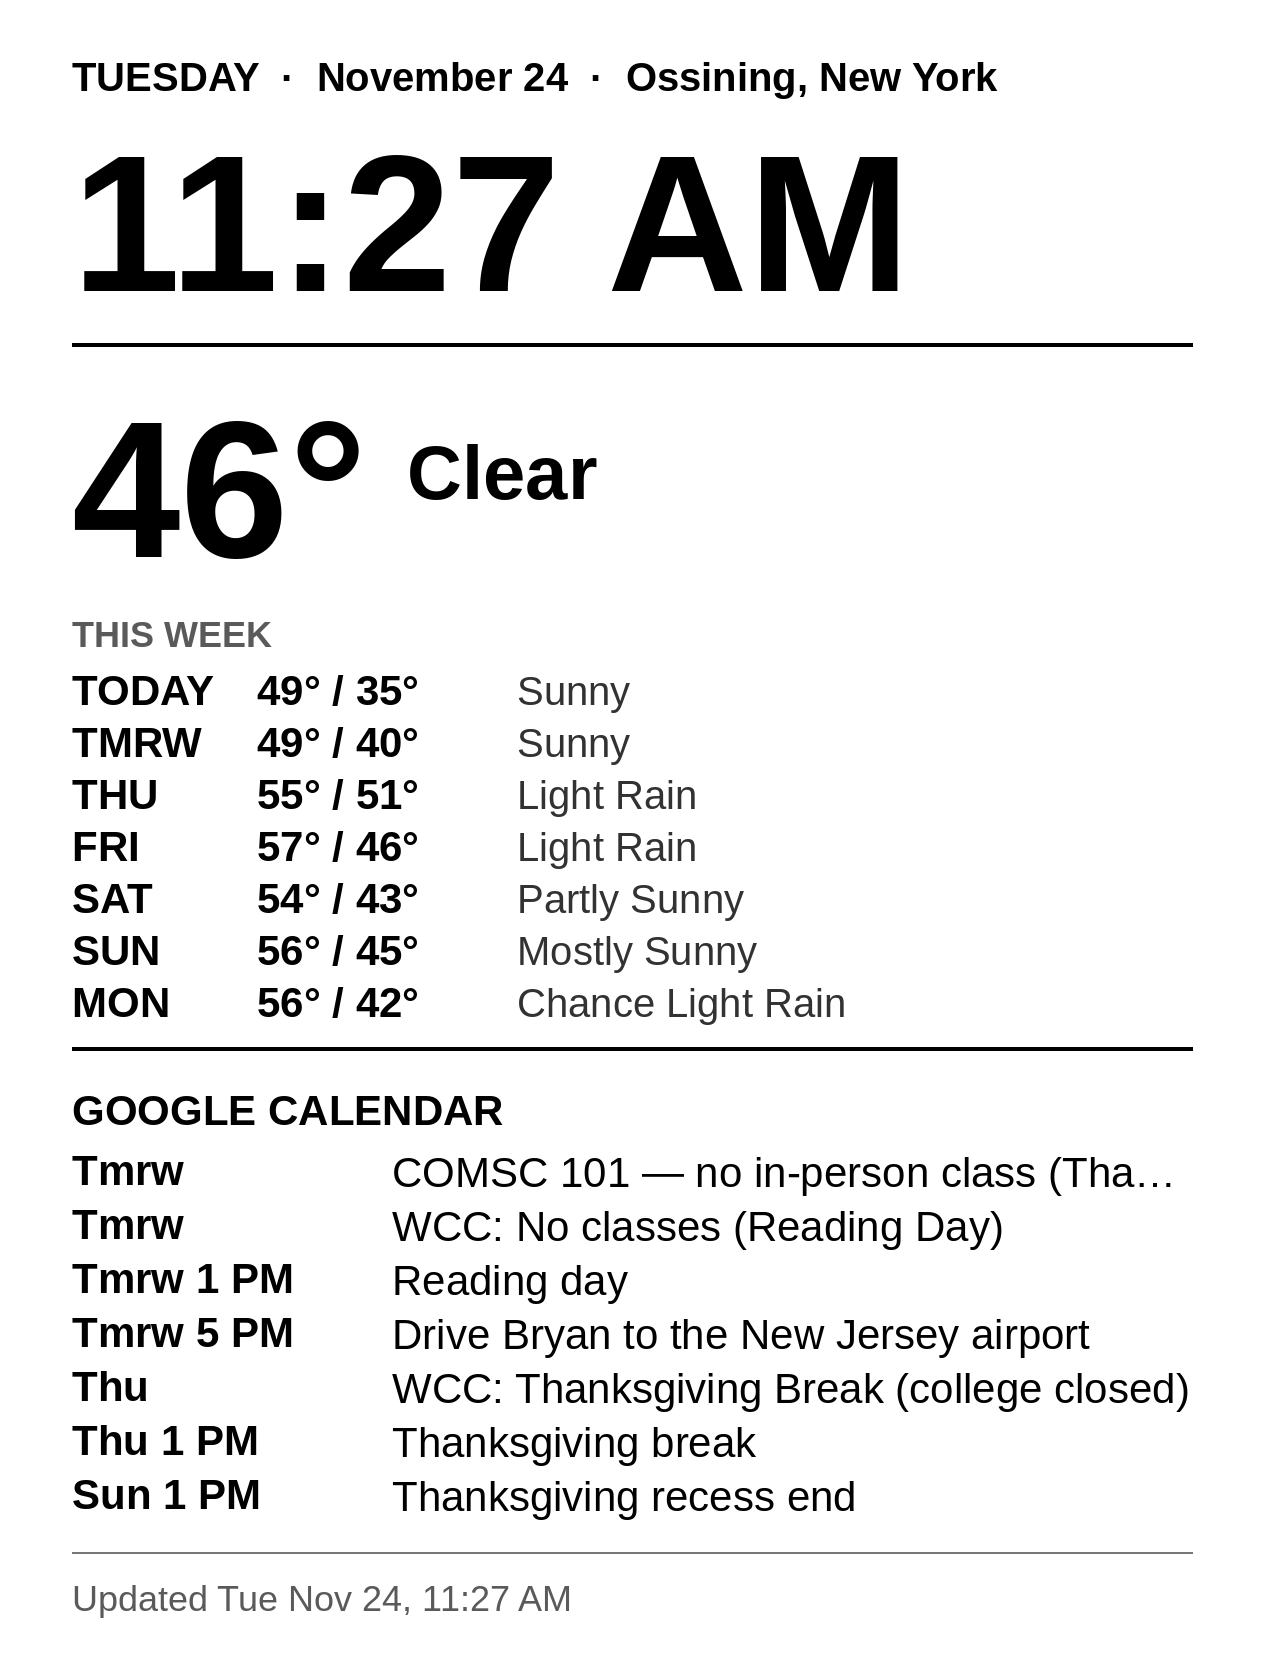 TUESDAY · November 24 · Ossining, New York
11:27 AM
46° Clear
THIS WEEK
TODAY 49° / 35° Sunny
TMRW 49° / 40° Sunny
THU 55° / 51° Light Rain
FRI 57° / 46° Light Rain
SAT 54° / 43° Partly Sunny
SUN 56° / 45° Mostly Sunny
MON 56° / 42° Chance Light Rain
GOOGLE CALENDAR
Tmrw COMSC 101 — no in-person class (Tha…
Tmrw WCC: No classes (Reading Day)
Tmrw 1 PM Reading day
Tmrw 5 PM Drive Bryan to the New Jersey airport
Thu WCC: Thanksgiving Break (college closed)
Thu 1 PM Thanksgiving break
Sun 1 PM Thanksgiving recess end
Updated Tue Nov 24, 11:27 AM